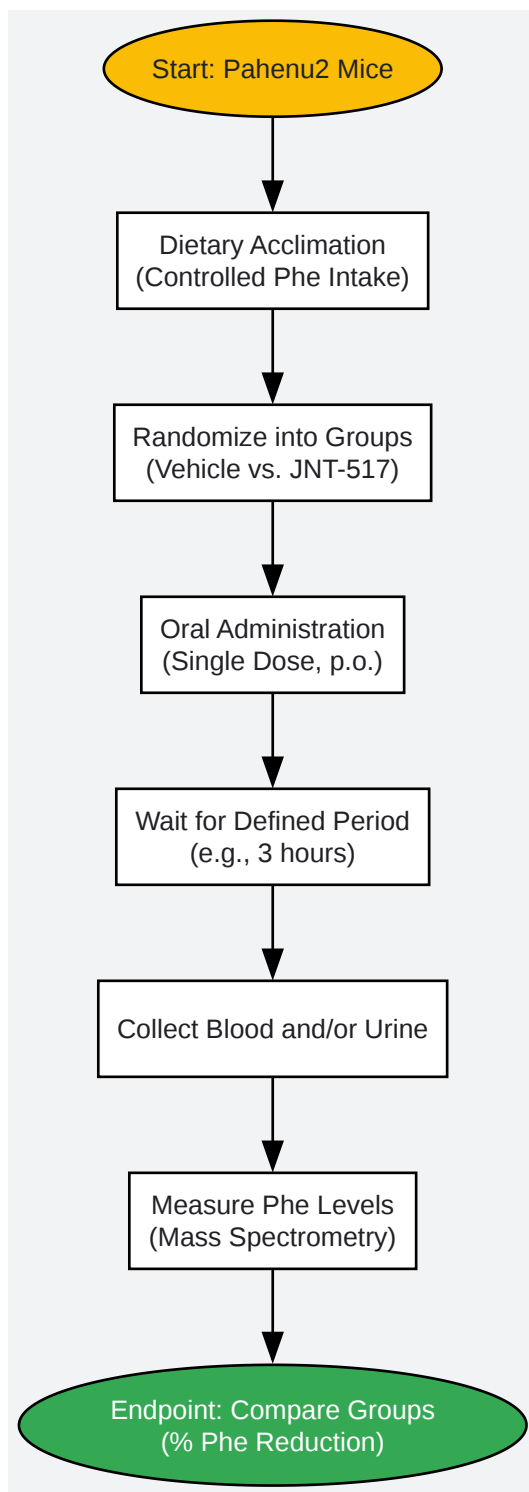 Start: Pahenu2 Mice
Dietary Acclimation
(Controlled Phe Intake)
Randomize into Groups
(Vehicle vs. JNT-517)
Oral Administration
(Single Dose, p.o.)
Wait for Defined Period
(e.g., 3 hours)
Collect Blood and/or Urine
Measure Phe Levels
(Mass Spectrometry)
Endpoint: Compare Groups
(% Phe Reduction)